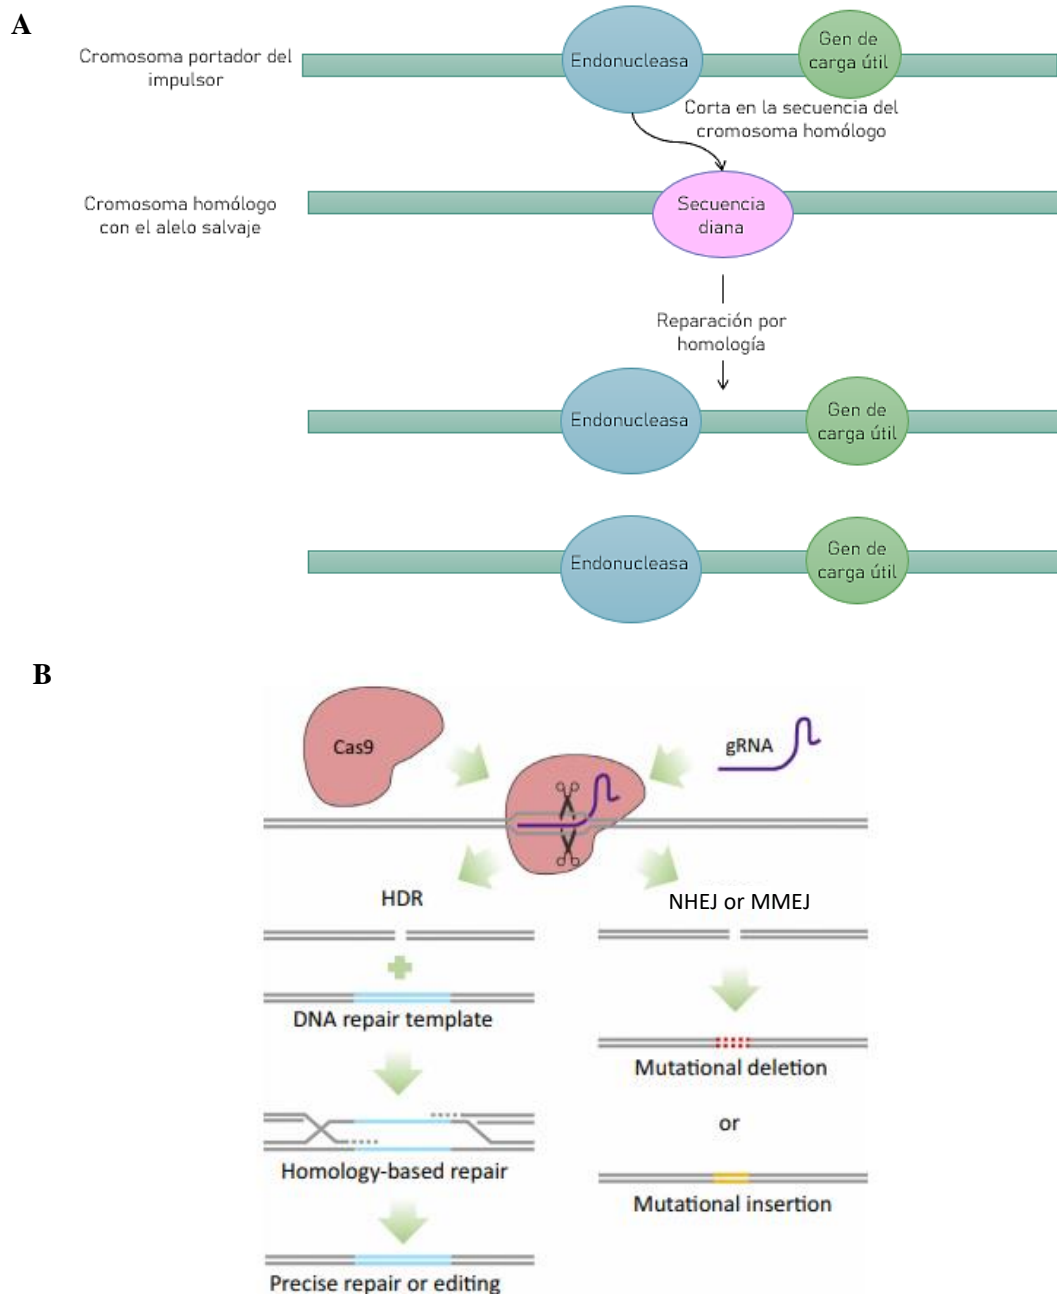 A
Cromosoma portador del
impulsor
Endonucleasa
Gen de
carga útil
Corta en la secuencia del
cromosoma homólogo
Cromosoma homólogo
con el alelo salvaje
Secuencia
diana
Reparación por
homología
Endonucleasa
Gen de
carga útil
Endonucleasa
Gen de
carga útil
B
Cas9
gRNA
HDR
NHEJ or MMEJ
DNA repair template
Mutational deletion
or
Homology-based repair
Mutational insertion
Precise repair or editing